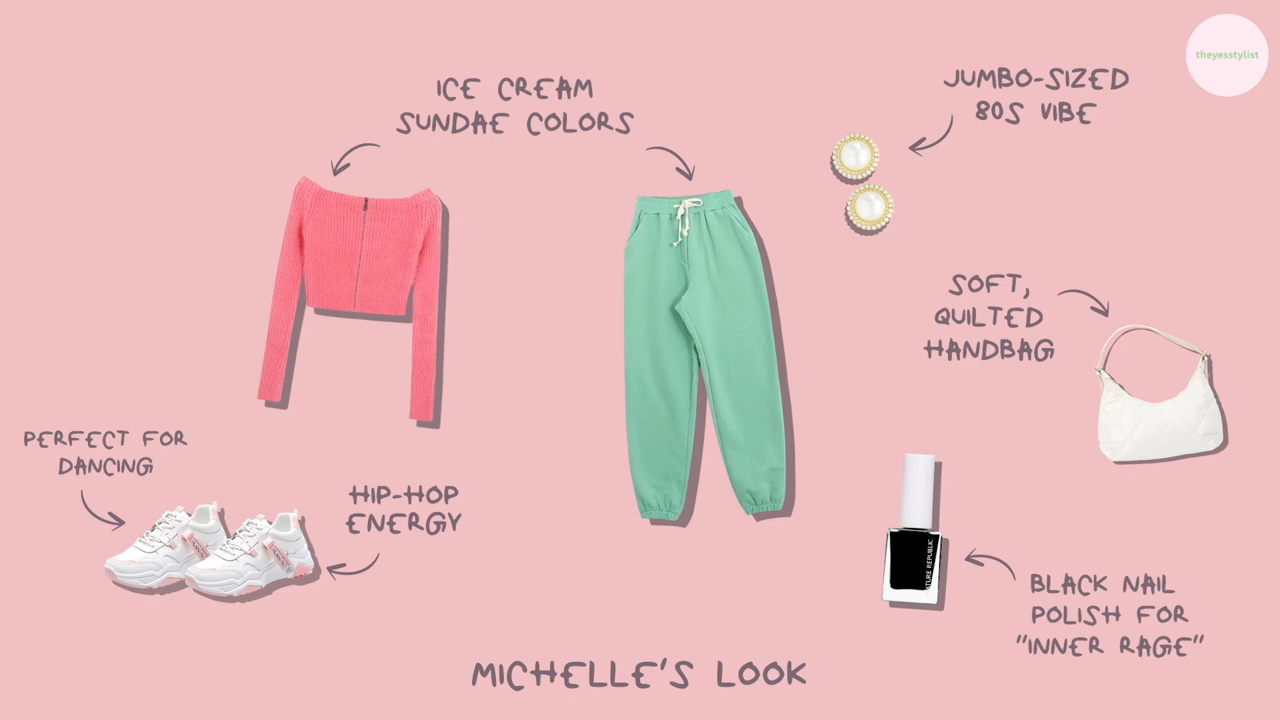 theyesstylist
ICE CREAM
SUNDAE COLORS
JUMBO-SIZED
80S VIBE
SOFT,
QUILTED
HANDBAG
PERFECT FOR
DANCING
HIP-HOP
ENERGY
BLACK NAIL
POLISH FOR
"INNER RAGE"
MICHELLE'S LOOK